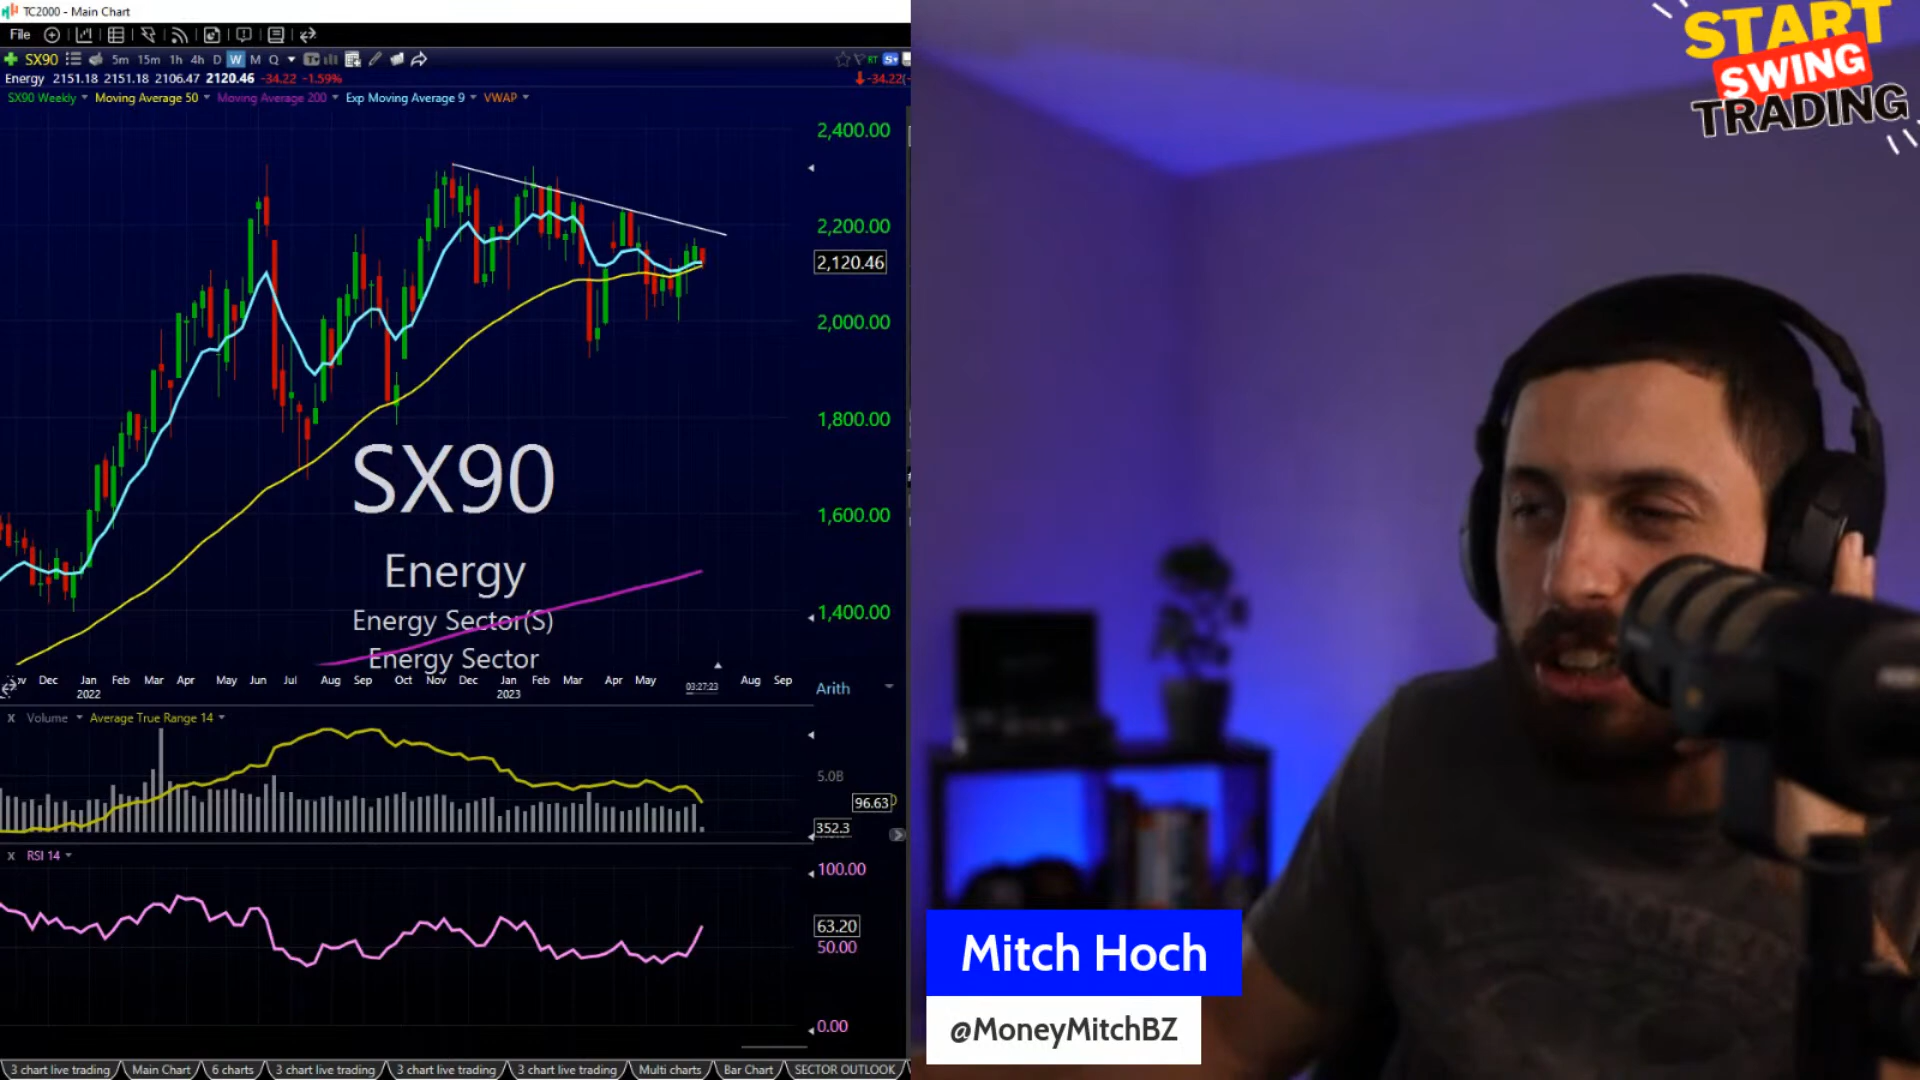 TC2000 - Main Chart
File
SX90 5m 15m 1h 4h D W M Q RT
Energy 2151.18 2151.18 2106.47 2120.46 -34.22 -1.59%
-34.22(
SX90 Weekly Moving Average 50 Moving Average 200 Exp Moving Average 9 VWAP
2,400.00
2,200.00
2,120.46
2,000.00
1,800.00
1,600.00
1,400.00
SX90
Energy
Energy Sector(S)
Energy Sector
Dec Jan Feb Mar Apr May Jun Jul Aug Sep Oct Nov Dec Jan Feb Mar Apr May 03:27:23 Aug Sep
2022 2023
Arith
X Volume Average True Range 14
5.0B
96.63
352.3
X RSI 14
100.00
63.20
50.00
0.00
3 chart live trading Main Chart 6 charts 3 chart live trading 3 chart live trading 3 chart live trading Multi charts Bar Chart SECTOR OUTLOOK
START
SWING
TRADING
Mitch Hoch
@MoneyMitchBZ